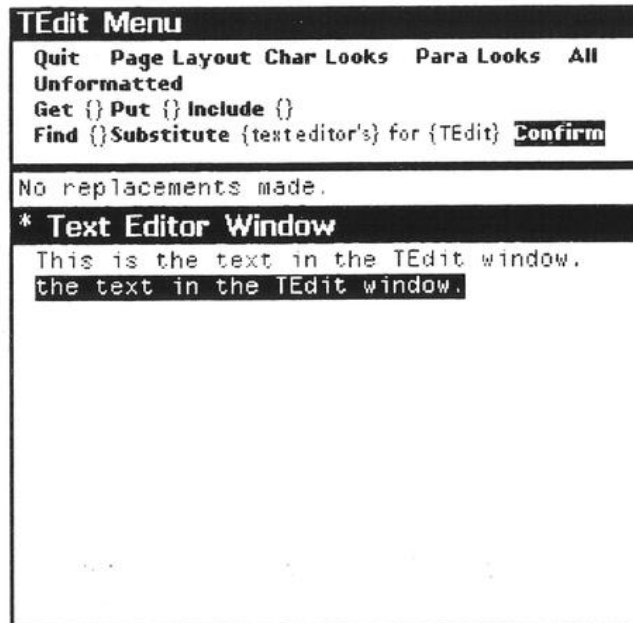 TEdit Menu
Quit Page Layout Char Looks Para Looks All
Unformatted
Get {} Put {} Include {}
Find {} Substitute {text editor's} for {TEdit} Confirm
No replacements made.
* Text Editor Window
This is the text in the TEdit window.
the text in the TEdit window.